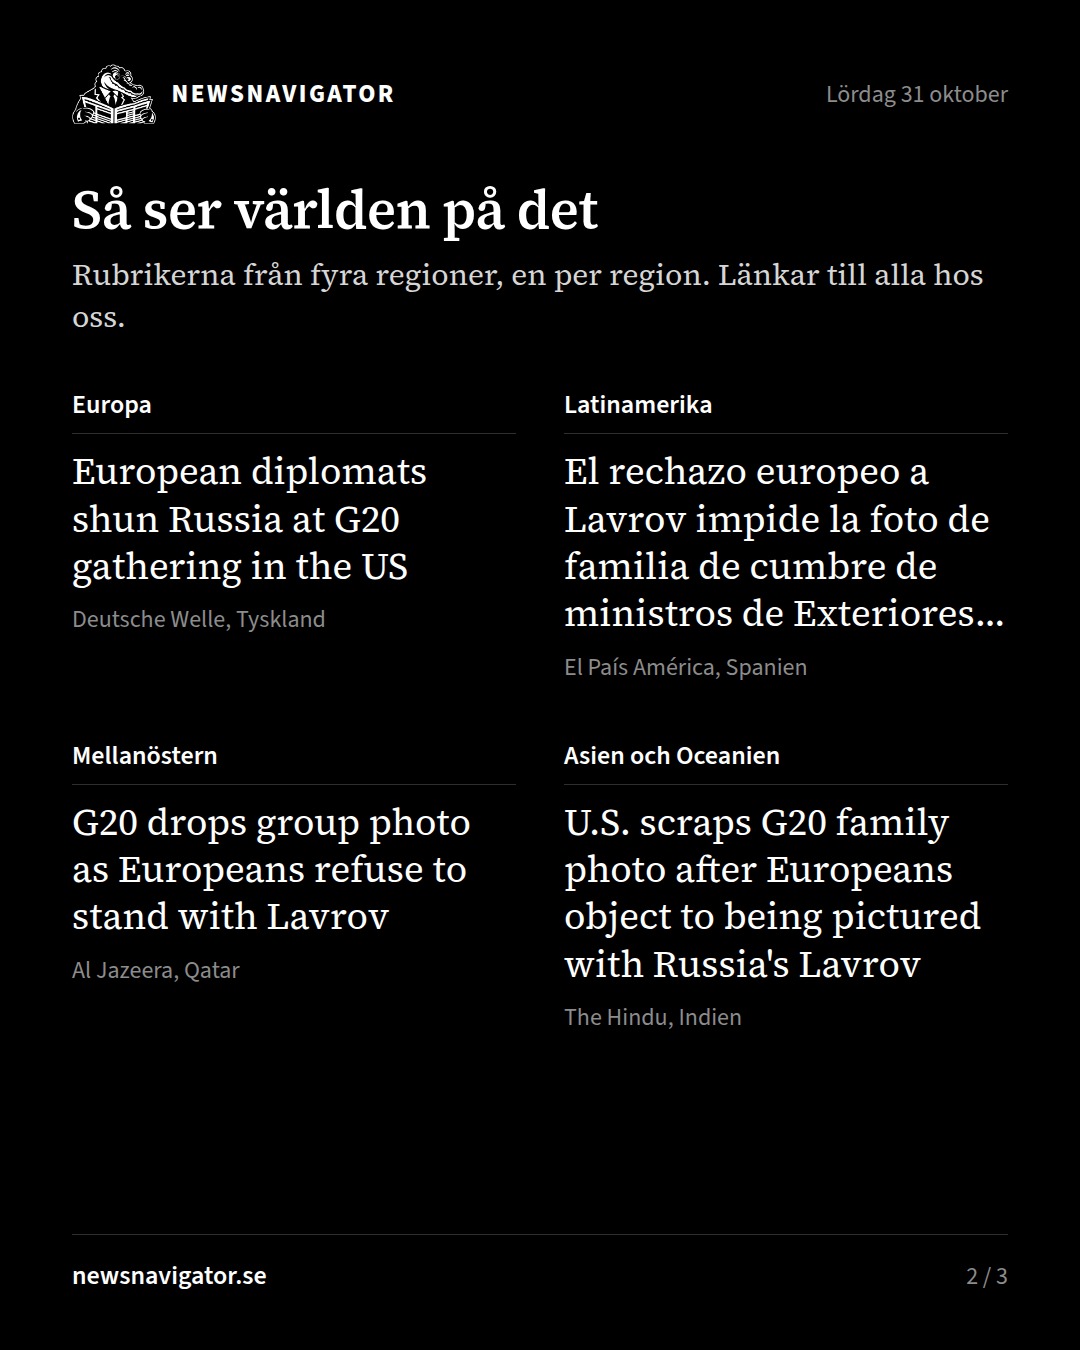 NEWSNAVIGATOR
Lördag 31 oktober
Så ser världen på det
Rubrikerna från fyra regioner, en per region. Länkar till alla hos
oss.
Europa
European diplomats
shun Russia at G20
gathering in the US
Deutsche Welle, Tyskland
Latinamerika
El rechazo europeo a
Lavrov impide la foto de
familia de cumbre de
ministros de Exteriores...
El País América, Spanien
Mellanöstern
G20 drops group photo
as Europeans refuse to
stand with Lavrov
Al Jazeera, Qatar
Asien och Oceanien
U.S. scraps G20 family
photo after Europeans
object to being pictured
with Russia's Lavrov
The Hindu, Indien
newsnavigator.se
2 / 3